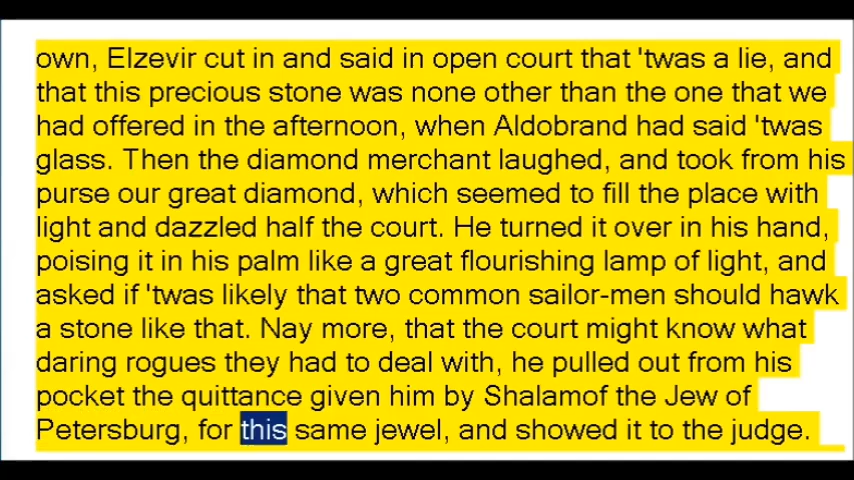 own, Elzevir cut in and said in open court that 'twas a lie, and
that this precious stone was none other than the one that we
had offered in the afternoon, when Aldobrand had said 'twas
glass. Then the diamond merchant laughed, and took from his
purse our great diamond, which seemed to fill the place with
light and dazzled half the court. He turned it over in his hand,
poising it in his palm like a great flourishing lamp of light, and
asked if 'twas likely that two common sailor-men should hawk
a stone like that. Nay more, that the court might know what
daring rogues they had to deal with, he pulled out from his
pocket the quittance given him by Shalamof the Jew of
Petersburg, for this same jewel, and showed it to the judge.